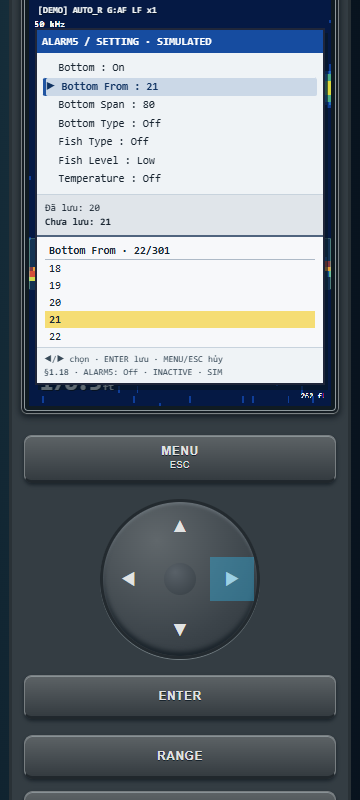 [DEMO] AUTO_R G:AF LF x1
50 kHz
ALARM5 / SETTING · SIMULATED
Bottom : On
▶ Bottom From : 21
Bottom Span : 80
Bottom Type : Off
Fish Type : Off
Fish Level : Low
Temperature : Off
Đã lưu: 20
Chưa lưu: 21
Bottom From · 22/301
18
19
20
21
22
◀/▶ chọn · ENTER lưu · MENU/ESC hủy
§1.18 · ALARM5: Off · INACTIVE · SIM
MENU
ESC
ENTER
RANGE